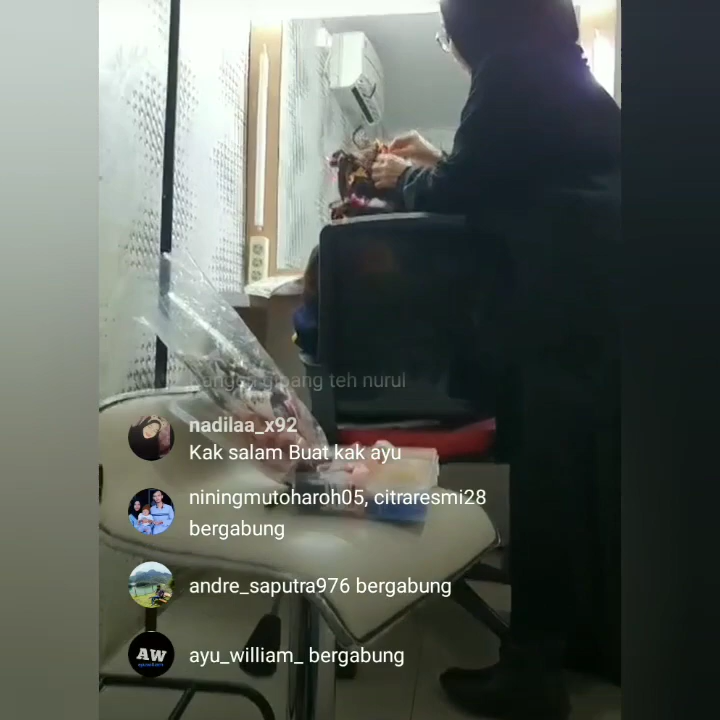 teh nurul
nadilaa_x92
Kak salam Buat kak ayu
niningmutoharoh05, citraresmi28
bergabung
andre_saputra976 bergabung
AW
ayu_william_ bergabung